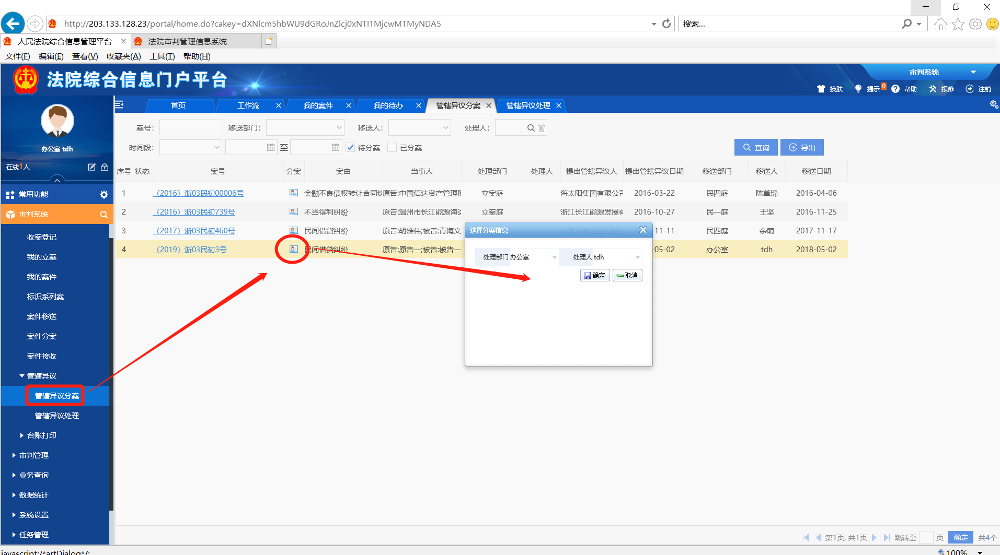 http://203.133.128.23/portal/home.do?cakey=dXNlcm5hbWU9dGRoJnZlcj0xNTI1MjcwMTMyNDA5
搜索...
人民法院综合信息管理平台
法院审判管理信息系统
文件(F) 编辑(E) 查看(V) 收藏夹(A) 工具(T) 帮助(H)
法院综合信息门户平台
审判系统
换肤 提示 0 帮助 报修 注销
首页 工作流 我的案件 我的待办 管辖异议分案 管辖异议处理
办公室 tdh
在线1人
常用功能
审判系统
收案登记
我的立案
我的案件
标识系列案
案件移送
案件分案
案件接收
管辖异议
管辖异议分案
管辖异议处理
台账打印
审判管理
业务查询
数据统计
系统设置
任务管理
案号： 移送部门： 移送人： 处理人：
时间段： 至 待分案 已分案 查询 导出
序号 状态 案号 分案 案由 当事人 处理部门 处理人 提出管辖异议人 提出管辖异议日期 移送部门 移送人 移送日期
1 （2016）浙03民初00006号 金融不良债权转让合同纠 原告:中国信达资产管理股 立案庭 海太阳集团有限公司 2016-03-22 民四庭 陈黛锦 2016-04-06
2 （2016）浙03民初739号 不当得利纠纷 原告:温州市长江能源海运 立案庭 浙江长江能源发展有 2016-10-27 民一庭 王坚 2016-11-25
3 （2017）浙03民初460号 民间借贷纠纷 原告:胡雄伟;被告:青海文 -11-11 民四庭 余萌 2017-11-17
4 （2019）浙03民初3号 民间借贷纠纷 原告:原告一;被告:被告一 -05-02 办公室 tdh 2018-05-02
选择分案信息
处理部门 办公室 处理人 tdh
确定 取消
第1页, 共1页 跳转至 页 确定 共4个
javascript:/*artDialog*/;
100%